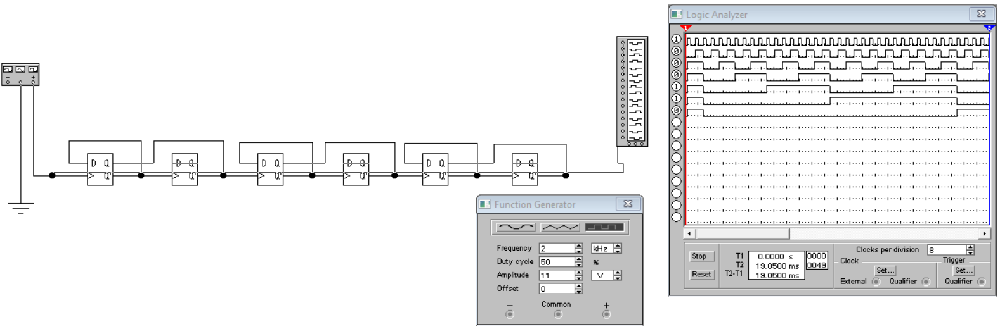 Logic Analyzer
1
2
1
0
0
0
1
1
0
D Q
D Q
D Q
D Q
D Q
D Q
Function Generator
Frequency 2 kHz
Duty cycle 50 %
Amplitude 11 V
Offset 0
− Common +
Stop
Reset
T1 0.0000 s 0000
T2 19.0500 ms 0049
T2-T1 19.0500 ms
Clocks per division 8
Clock
Set...
External Qualifier
Trigger
Set...
Qualifier